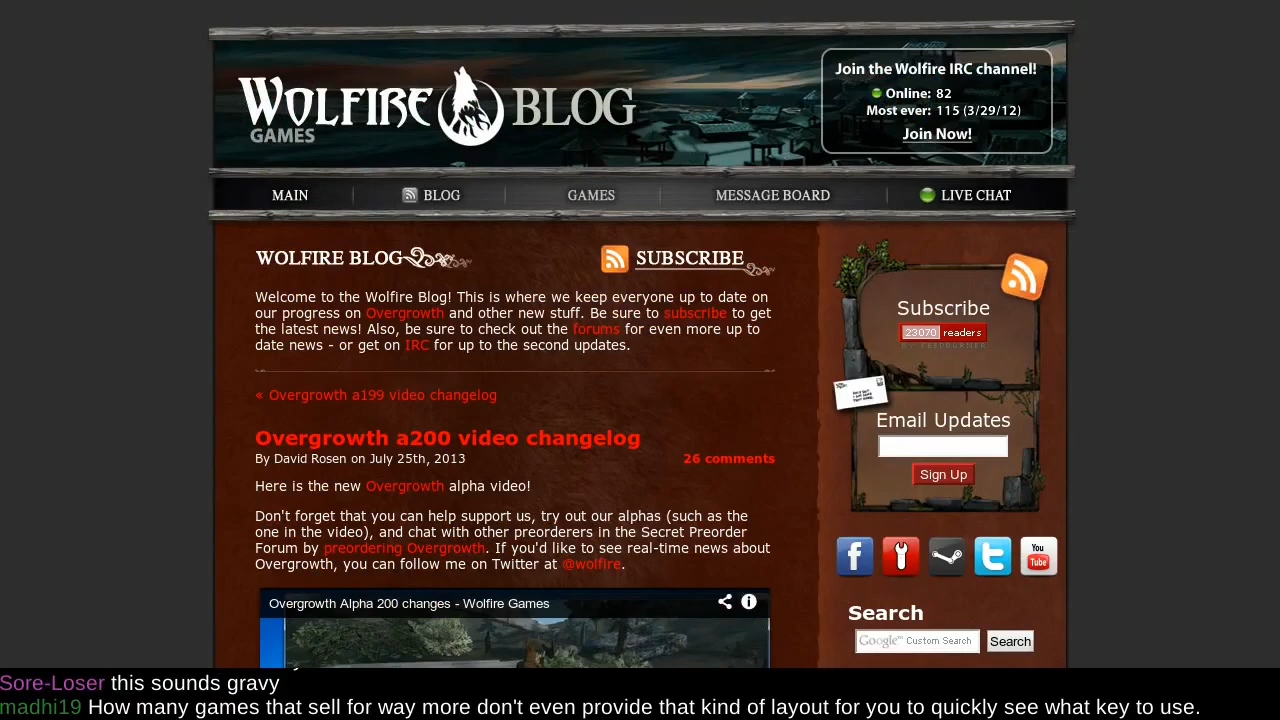 WOLFIRE BLOG
GAMES
Join the Wolfire IRC channel!
Online: 82
Most ever: 115 (3/29/12)
Join Now!
MAIN
BLOG
GAMES
MESSAGE BOARD
LIVE CHAT
WOLFIRE BLOG
SUBSCRIBE
Welcome to the Wolfire Blog! This is where we keep everyone up to date on
our progress on Overgrowth and other new stuff. Be sure to subscribe to get
the latest news! Also, be sure to check out the forums for even more up to
date news - or get on IRC for up to the second updates.
« Overgrowth a199 video changelog
Overgrowth a200 video changelog
By David Rosen on July 25th, 2013
26 comments
Here is the new Overgrowth alpha video!
Don't forget that you can help support us, try out our alphas (such as the
one in the video), and chat with other preorderers in the Secret Preorder
Forum by preordering Overgrowth. If you'd like to see real-time news about
Overgrowth, you can follow me on Twitter at @wolfire.
Overgrowth Alpha 200 changes - Wolfire Games
Subscribe
23070 readers
BY FEEDBURNER
Email Updates
Sign Up
You
Tube
Search
Google™ Custom Search
Search
Sore-Loser this sounds gravy
madhi19 How many games that sell for way more don't even provide that kind of layout for you to quickly see what key to use.